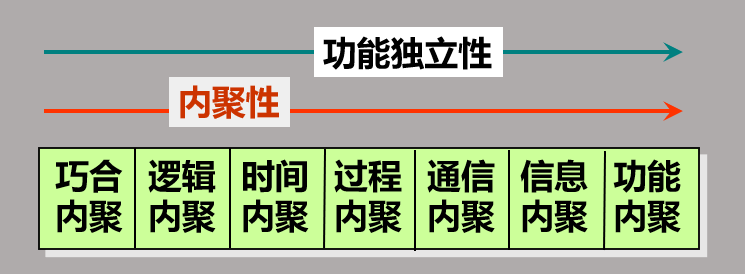 功能独立性
内聚性
巧合 逻辑 时间 过程 通信 信息 功能
内聚 内聚 内聚 内聚 内聚 内聚 内聚